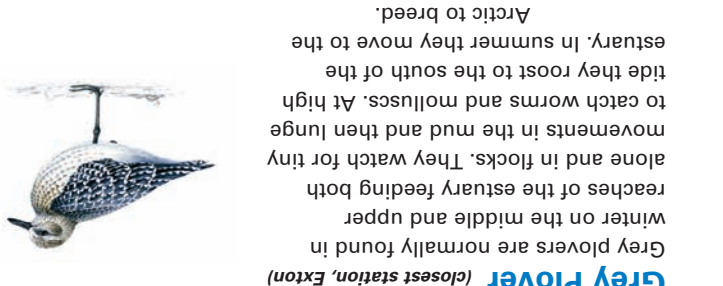 Grey Plover (closest station, Exton)
Grey plovers are normally found in
winter on the middle and upper
reaches of the estuary feeding both
alone and in flocks. They watch for tiny
movements in the mud and then lunge
to catch worms and molluscs. At high
tide they roost to the south of the
estuary. In summer they move to the
Arctic to breed.